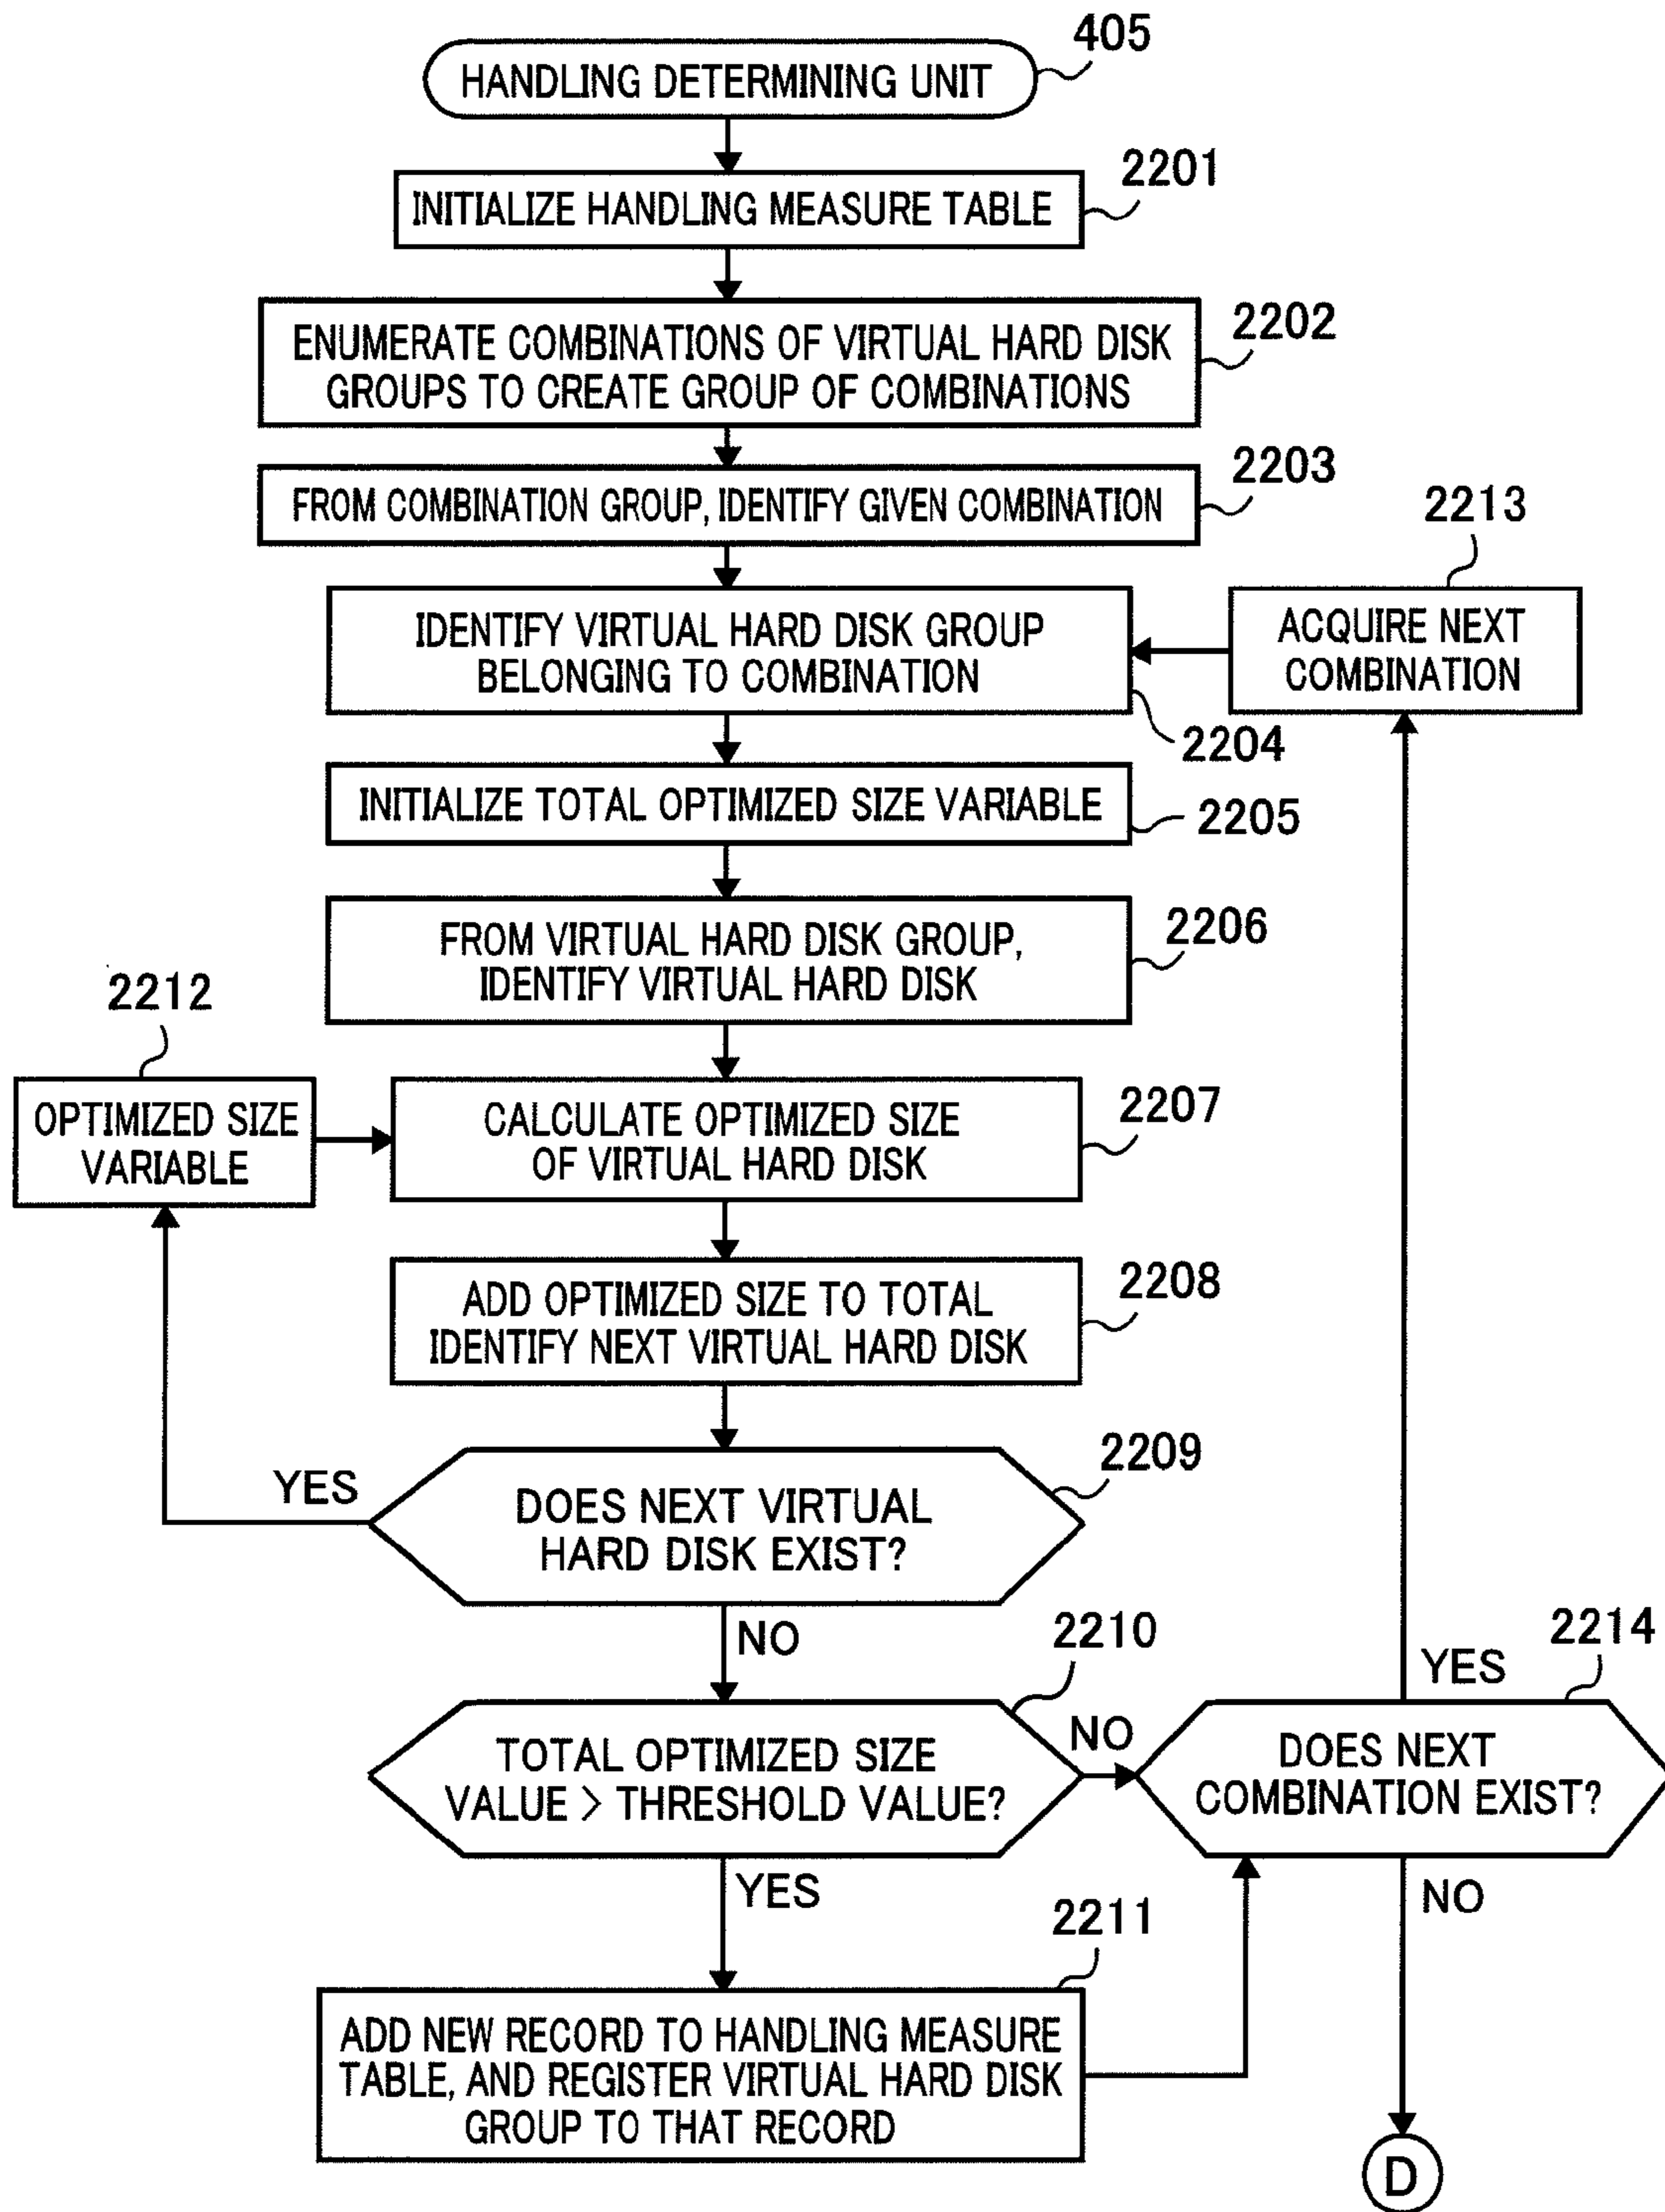 405
HANDLING DETERMINING UNIT
2201
INITIALIZE HANDLING MEASURE TABLE
2202
ENUMERATE COMBINATIONS OF VIRTUAL HARD DISK
GROUPS TO CREATE GROUP OF COMBINATIONS
2203
FROM COMBINATION GROUP, IDENTIFY GIVEN COMBINATION
2213
IDENTIFY VIRTUAL HARD DISK GROUP
BELONGING TO COMBINATION
ACQUIRE NEXT
COMBINATION
2204
INITIALIZE TOTAL OPTIMIZED SIZE VARIABLE
2205
FROM VIRTUAL HARD DISK GROUP,
IDENTIFY VIRTUAL HARD DISK
2206
2212
OPTIMIZED SIZE
VARIABLE
CALCULATE OPTIMIZED SIZE
OF VIRTUAL HARD DISK
2207
ADD OPTIMIZED SIZE TO TOTAL
IDENTIFY NEXT VIRTUAL HARD DISK
2208
2209
YES
DOES NEXT VIRTUAL
HARD DISK EXIST?
NO
2210
2214
YES
TOTAL OPTIMIZED SIZE
VALUE > THRESHOLD VALUE?
NO
DOES NEXT
COMBINATION EXIST?
YES
NO
2211
ADD NEW RECORD TO HANDLING MEASURE
TABLE, AND REGISTER VIRTUAL HARD DISK
GROUP TO THAT RECORD
D